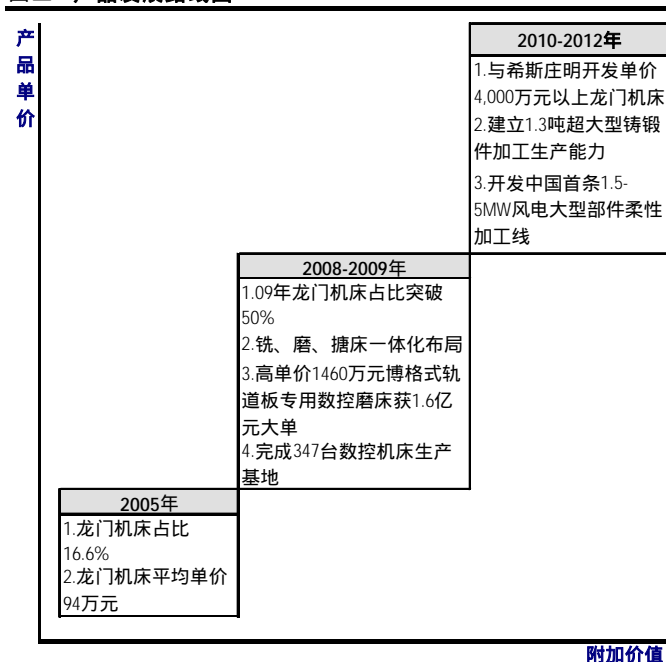 产
品
单
价
2010-2012年
1.与希斯庄明开发单价
4,000万元以上龙门机床
2.建立1.3吨超大型铸锻
件加工生产能力
3.开发中国首条1.5-
5MW风电大型部件柔性
加工线
2008-2009年
1.09年龙门机床占比突破
50%
2.铣、磨、搪床一体化布局
3.高单价1460万元博格式轨
道板专用数控磨床获1.6亿
元大单
4.完成347台数控机床生产
基地
2005年
1.龙门机床占比
16.6%
2.龙门机床平均单价
94万元
附加价值